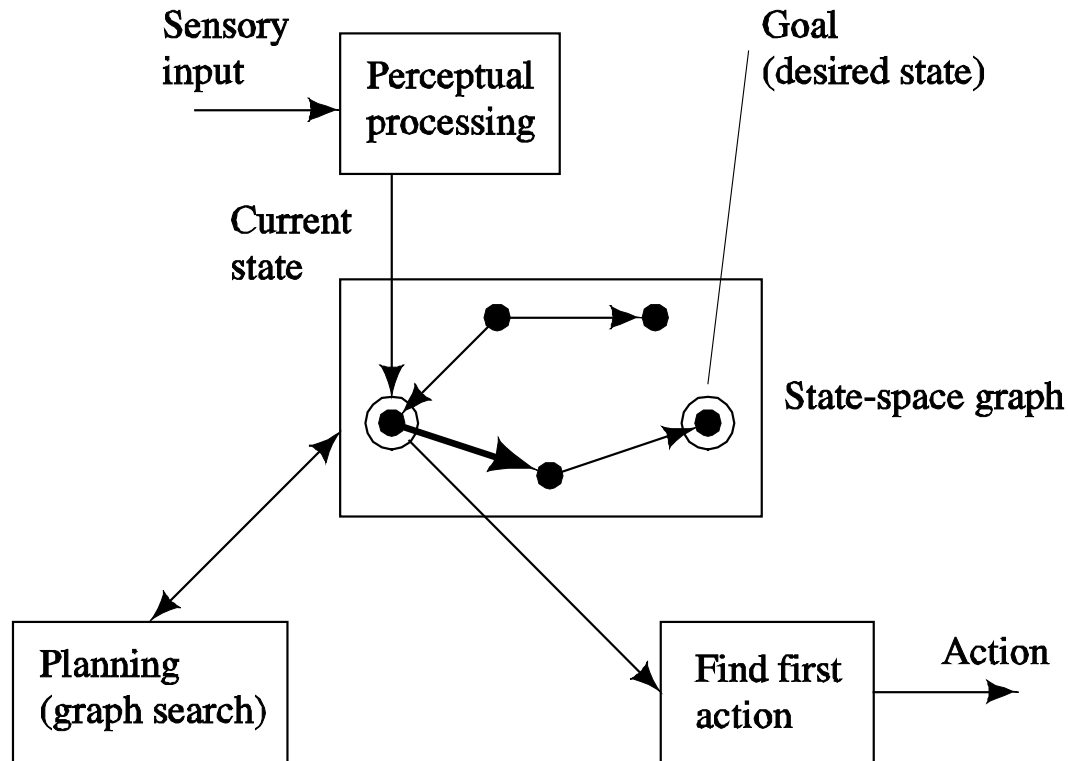 Sensory
input
Perceptual
processing
Goal
(desired state)
Current
state
State-space graph
Planning
(graph search)
Find first
action
Action